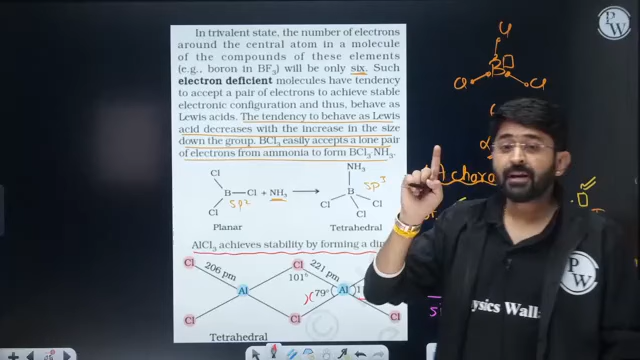 In trivalent state, the number of electrons
around the central atom in a molecule
of the compounds of these elements
(e.g., boron in BF₃) will be only six. Such
electron deficient molecules have tendency
to accept a pair of electrons to achieve stable
electronic configuration and thus, behave as
Lewis acids. The tendency to behave as Lewis
acid decreases with the increase in the size
down the group. BCl₃ easily accepts a lone pair
of electrons from ammonia to form BCl₃·NH₃.
Cl
B—Cl + NH₃
Cl
sp²
Planar
NH₃
B
sp³
Cl
Cl
Cl
Tetrahedral
AlCl₃ achieves stability by forming a
Cl
206 pm
Cl
221 pm
101°
Al
79°
Al
Cl
Cl
Cl
Tetrahedral
Cl
B
Cl
Cl
W
W
hysics Wall